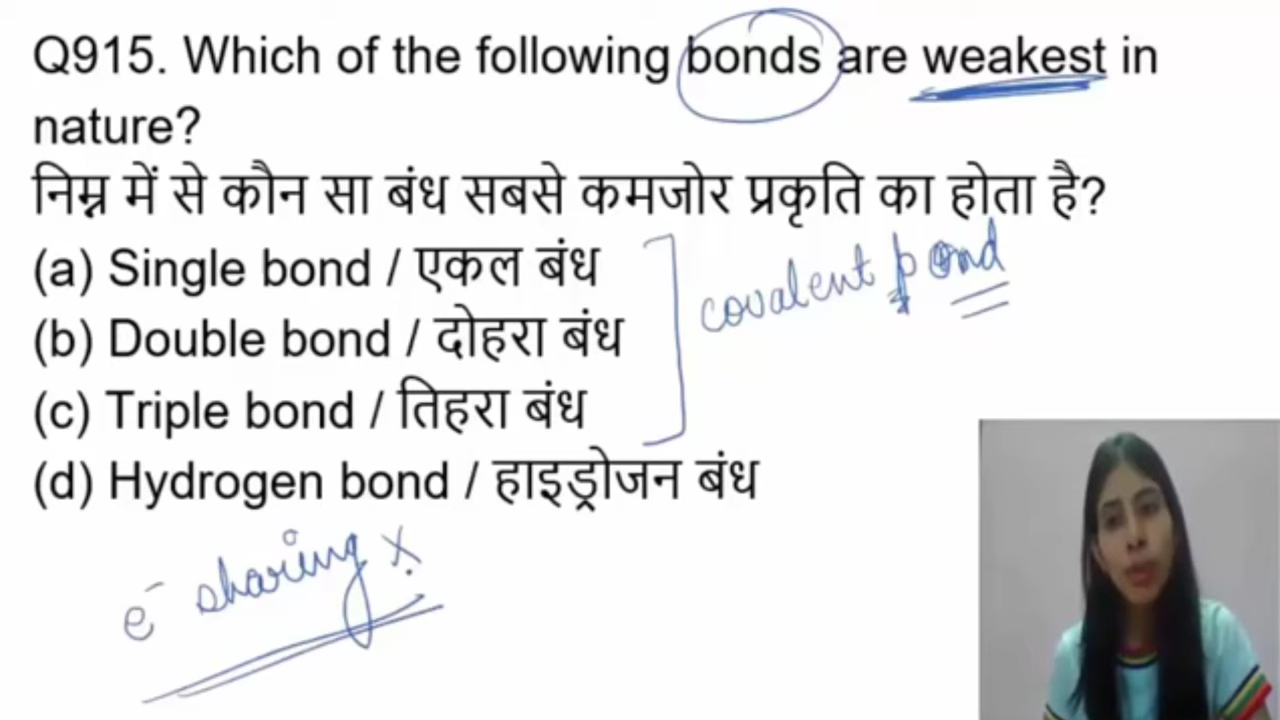 Q915. Which of the following bonds are weakest in
nature?
निम्न में से कौन सा बंध सबसे कमजोर प्रकृति का होता है?
(a) Single bond / एकल बंध
(b) Double bond / दोहरा बंध
(c) Triple bond / तिहरा बंध
covalent bond
(d) Hydrogen bond / हाइड्रोजन बंध
e⁻ sharing x